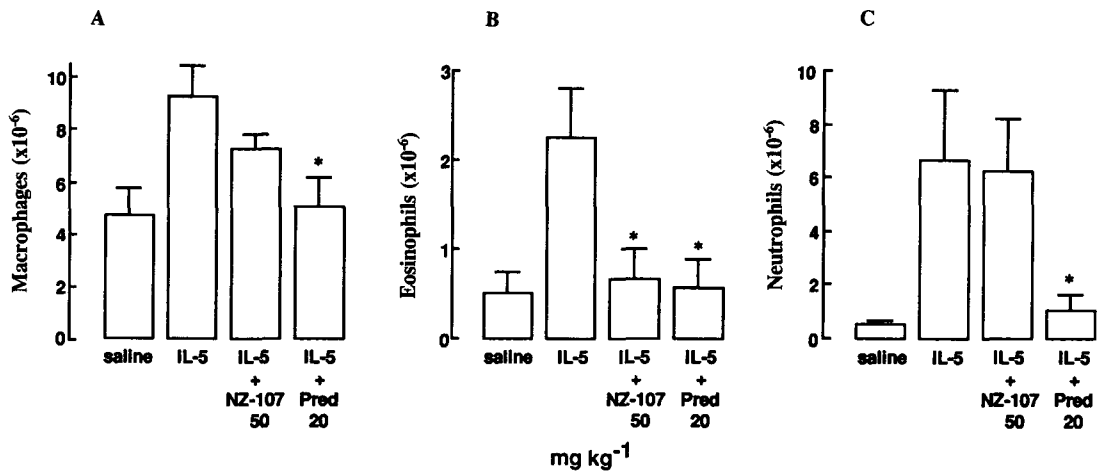 A
Macrophages (x10-6)
10
8
6
4
2
0
*
saline IL-5 IL-5 IL-5
+ +
NZ-107 Pred
50 20
B
Eosinophils (x10-6)
3
2
1
0
* *
saline IL-5 IL-5 IL-5
+ +
NZ-107 Pred
50 20
C
Neutrophils (x10-6)
10
8
6
4
2
0
*
saline IL-5 IL-5 IL-5
+ +
NZ-107 Pred
50 20
mg kg-1